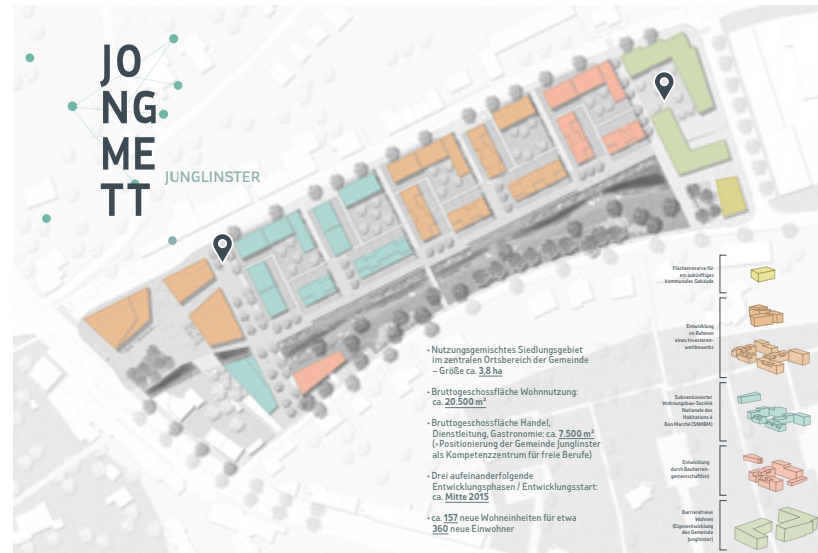 JO
NG
ME
TT
JUNGLINSTER
• Nutzungsgemischtes Siedlungsgebiet
im zentralen Ortsbereich der Gemeinde
– Größe ca. 3,8 ha
• Bruttogeschossfläche Wohnnutzung:
ca. 20.500 m²
• Bruttogeschossfläche Handel,
Dienstleitung, Gastronomie: ca. 7.500 m²
(›Positionierung der Gemeinde Junglinster
als Kompetenzzentrum für freie Berufe)
• Drei aufeinanderfolgende
Entwicklungsphasen / Entwicklungsstart:
ca. Mitte 2015
• ca. 157 neue Wohneinheiten für etwa
360 neue Einwohner
Flächenreserve für
ein zukünftiges
kommunales Gebäude
Entwicklung
im Rahmen
eines Investoren-
wettbewerbs
Subventionierter
Wohnungsbau-Société
Nationale des
Habitations à
Bon Marché (SNHBM)
Entwicklung
durch Bauherren-
gemeinschaft(en)
Barrierefreies
Wohnen
(Eigenentwicklung
den Gemeinde
Junglinster)